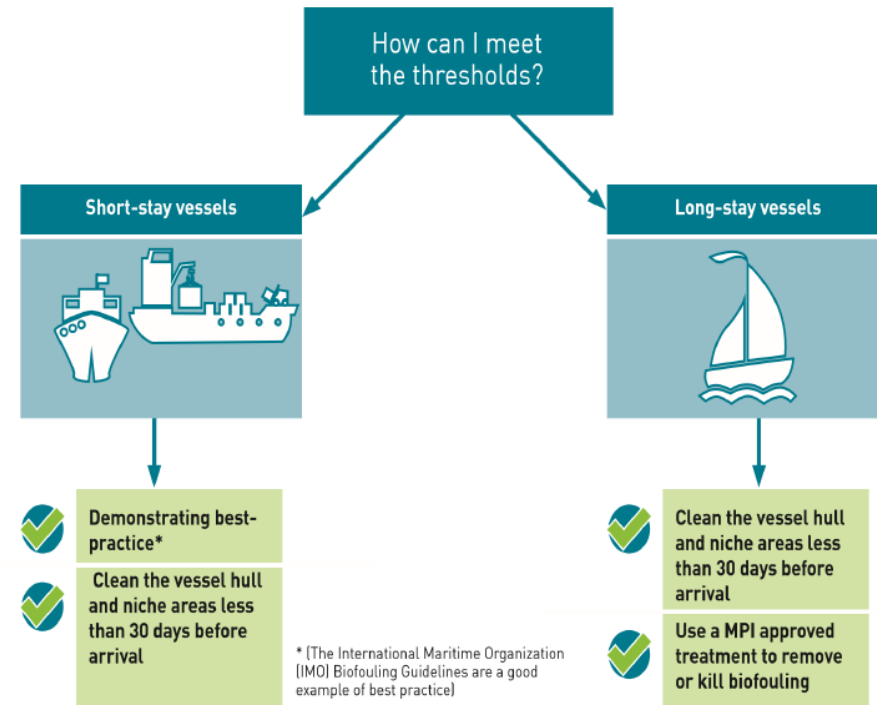 How can I meet
the thresholds?
Short-stay vessels
Long-stay vessels
Demonstrating best-
practice*
Clean the vessel hull
and niche areas less
than 30 days before
arrival
* (The International Maritime Organization
(IMO) Biofouling Guidelines are a good
example of best practice)
Clean the vessel hull
and niche areas less
than 30 days before
arrival
Use a MPI approved
treatment to remove
or kill biofouling